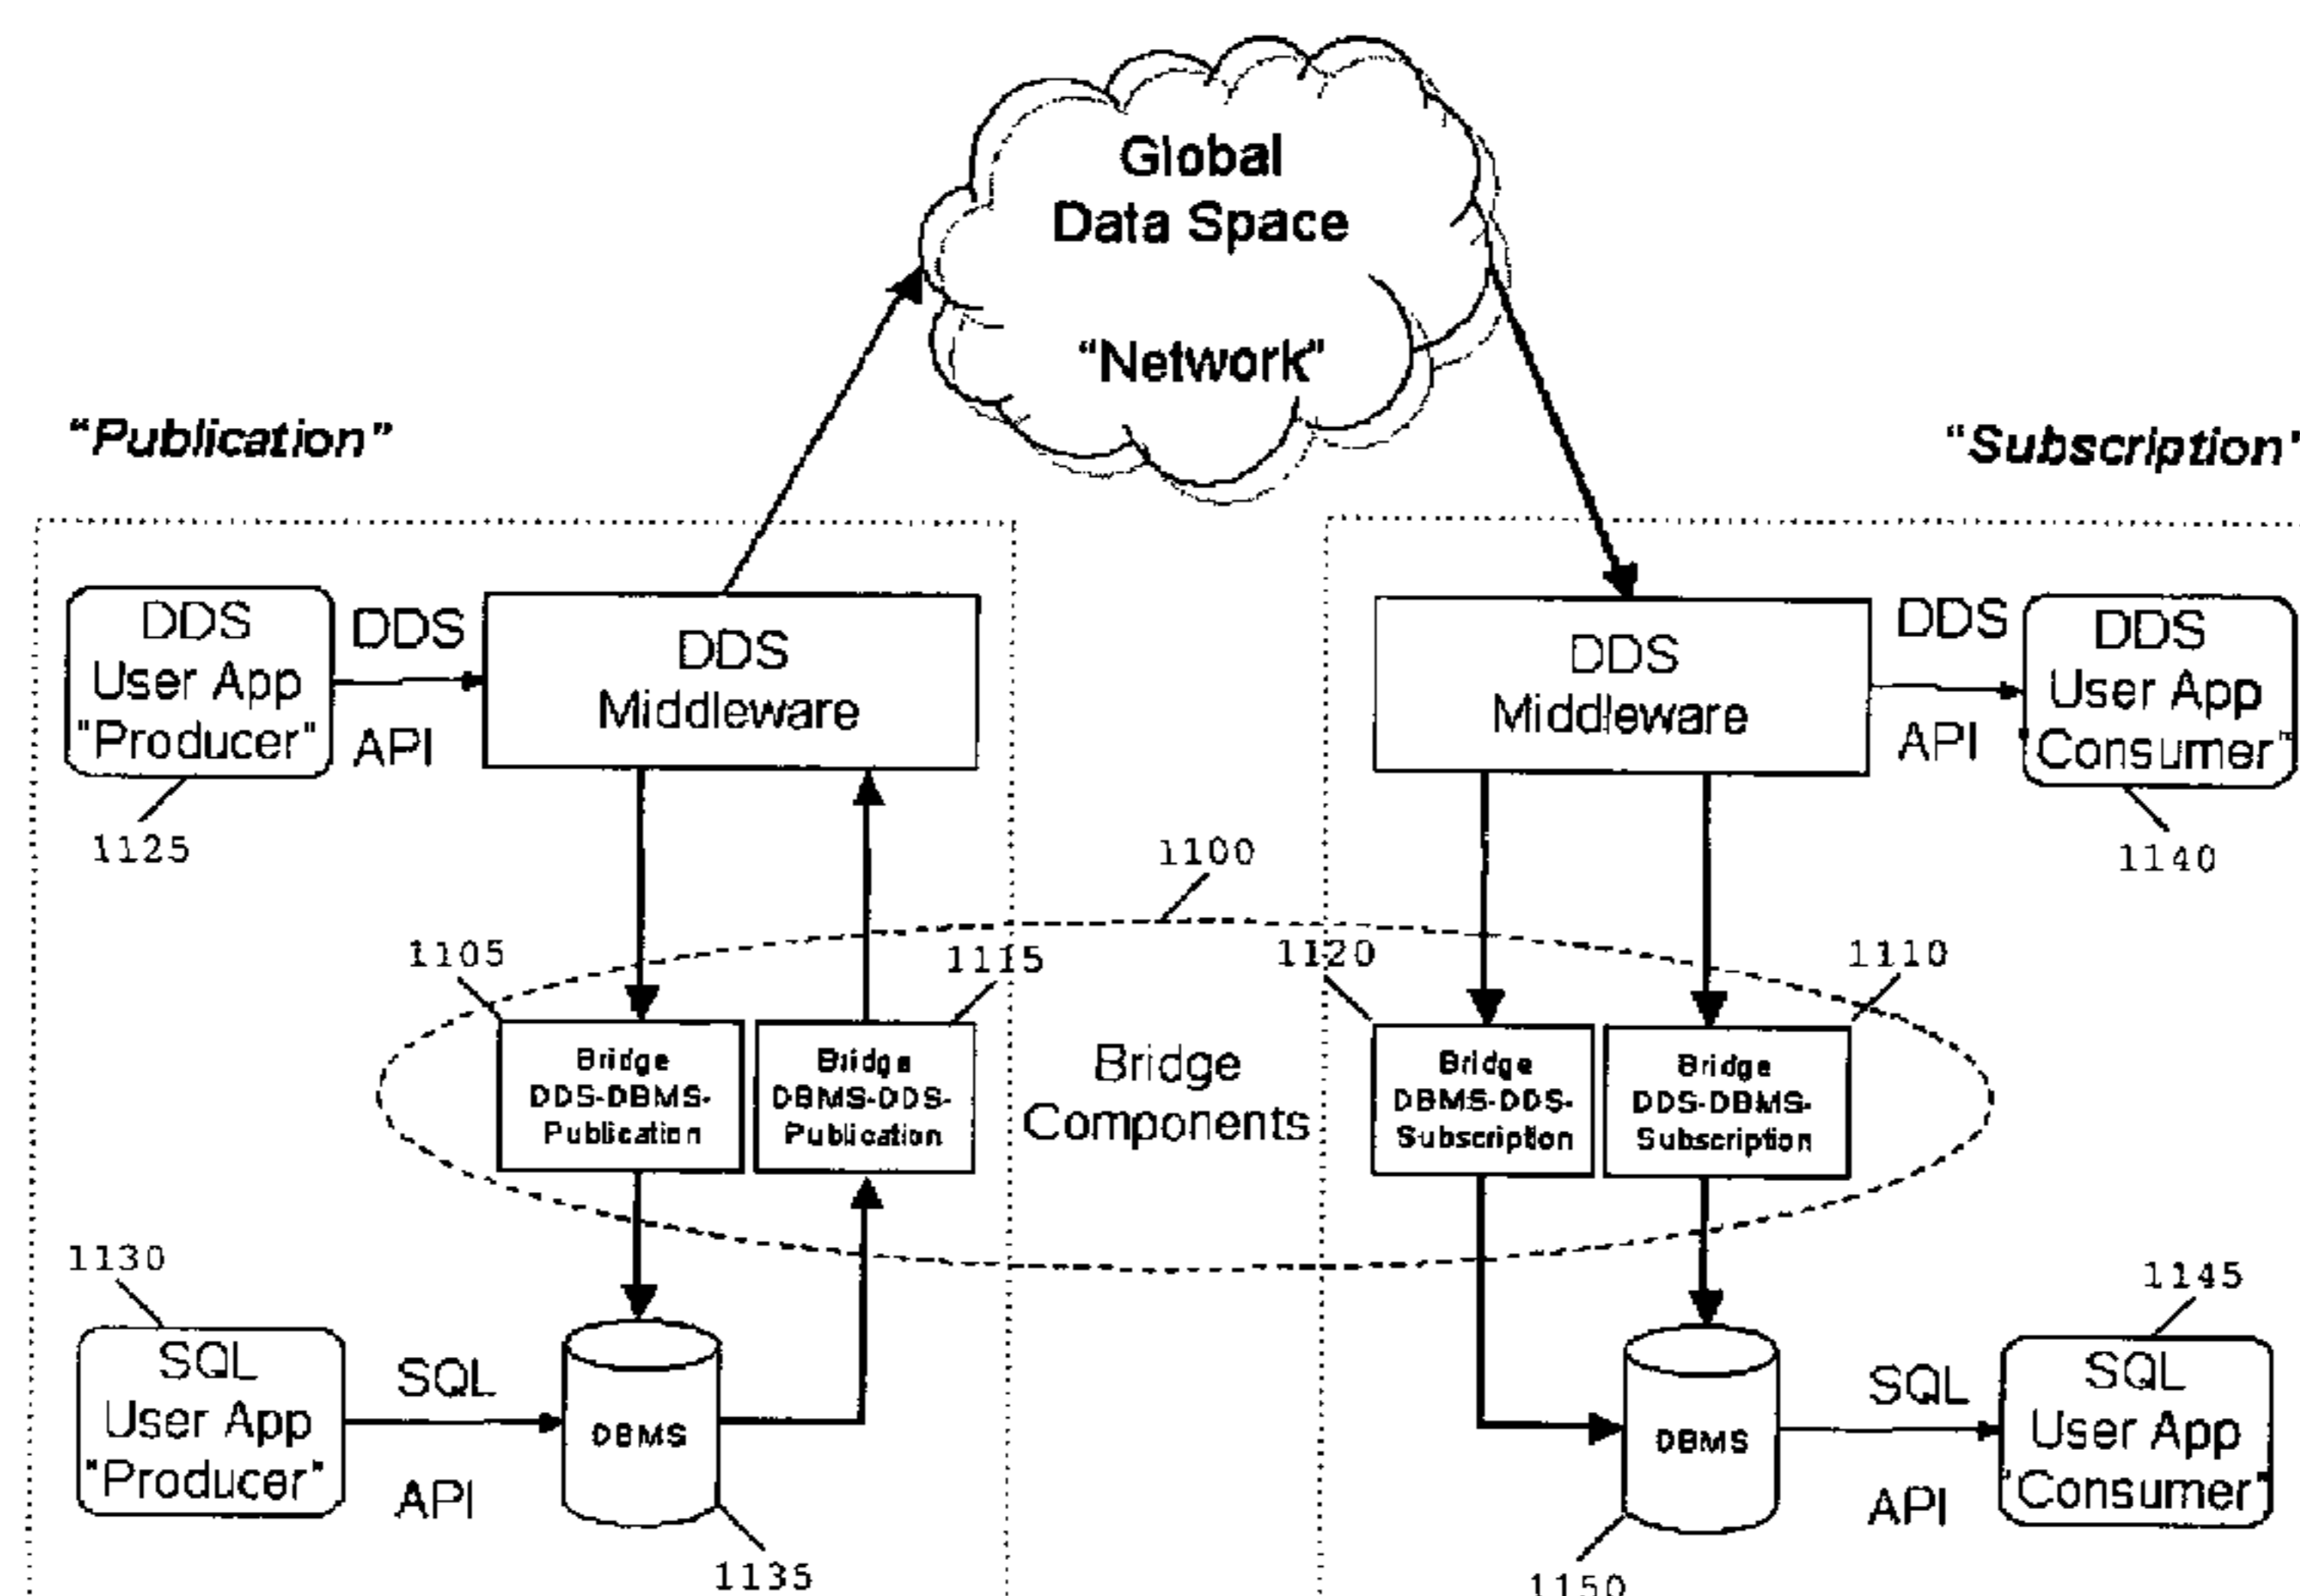 Global
Data Space
“Network”
“Publication”
“Subscription”
DDS
User App
"Producer"
DDS
API
DDS
Middleware
DDS
Middleware
DDS
API
DDS
User App
Consumer"
1125
1140
1100
1105
1115
1120
1110
Bridge
DDS-DBMS-
Publication
Bridge
DBMS-DDS-
Publication
Bridge
Components
Bridge
DBMS-DDS-
Subscription
Bridge
DDS-DBMS-
Subscription
1130
1145
SQL
User App
"Producer"
SQL
API
DBMS
DBMS
SQL
API
SQL
User App
"Consumer"
1135
1150